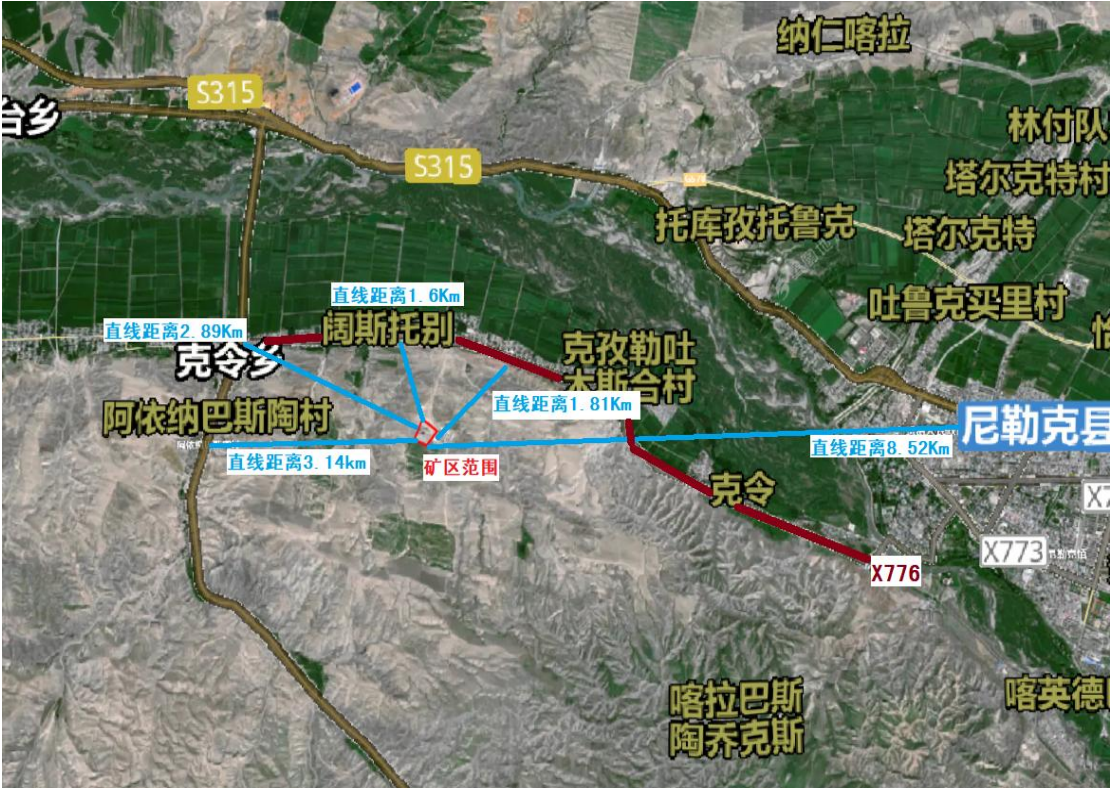 纳仁喀拉
S315
台乡
林付队
S315
塔尔克特村
托库孜托鲁克
塔尔克特
直线距离1.6Km
吐鲁克买里村
直线距离2.89Km
阔斯托别
克令乡
克孜勒吐
木斯合村
直线距离1.81Km
阿依纳巴斯陶村
尼勒克县
直线距离3.14km
矿区范围
直线距离8.52Km
克令
X773
X776
喀拉巴斯
陶乔克斯
喀英德